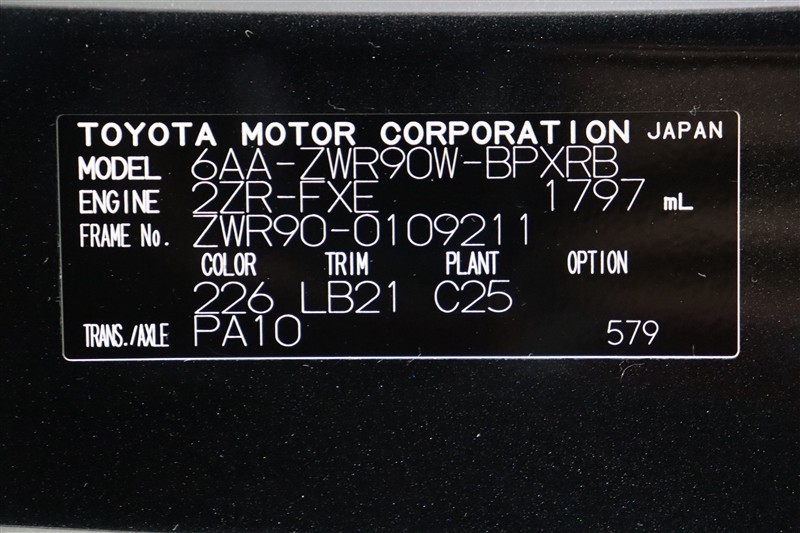 TOYOTA MOTOR CORPORATION JAPAN
MODEL 6AA-ZWR90W-BPXRB
ENGINE 2ZR-FXE 1797 mL
FRAME No. ZWR90-0109211
COLOR TRIM PLANT OPTION
226 LB21 C25
TRANS./AXLE PA10 579